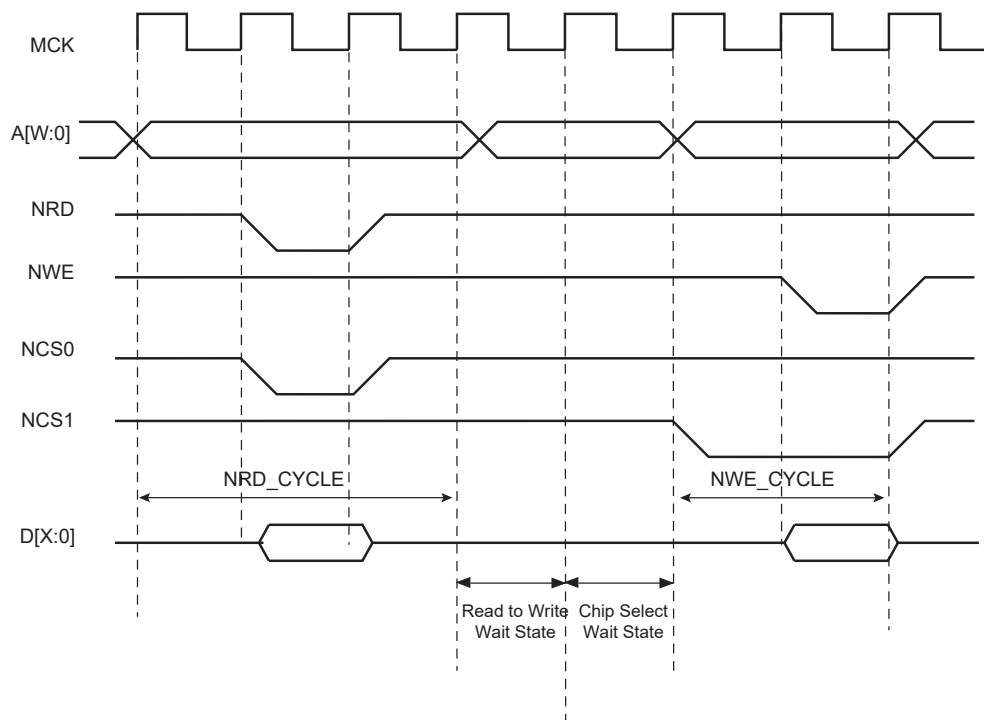 MCK
A[W:0]
NRD
NWE
NCS0
NCS1
NRD_CYCLE
NWE_CYCLE
D[X:0]
Read to Write
Wait State
Chip Select
Wait State